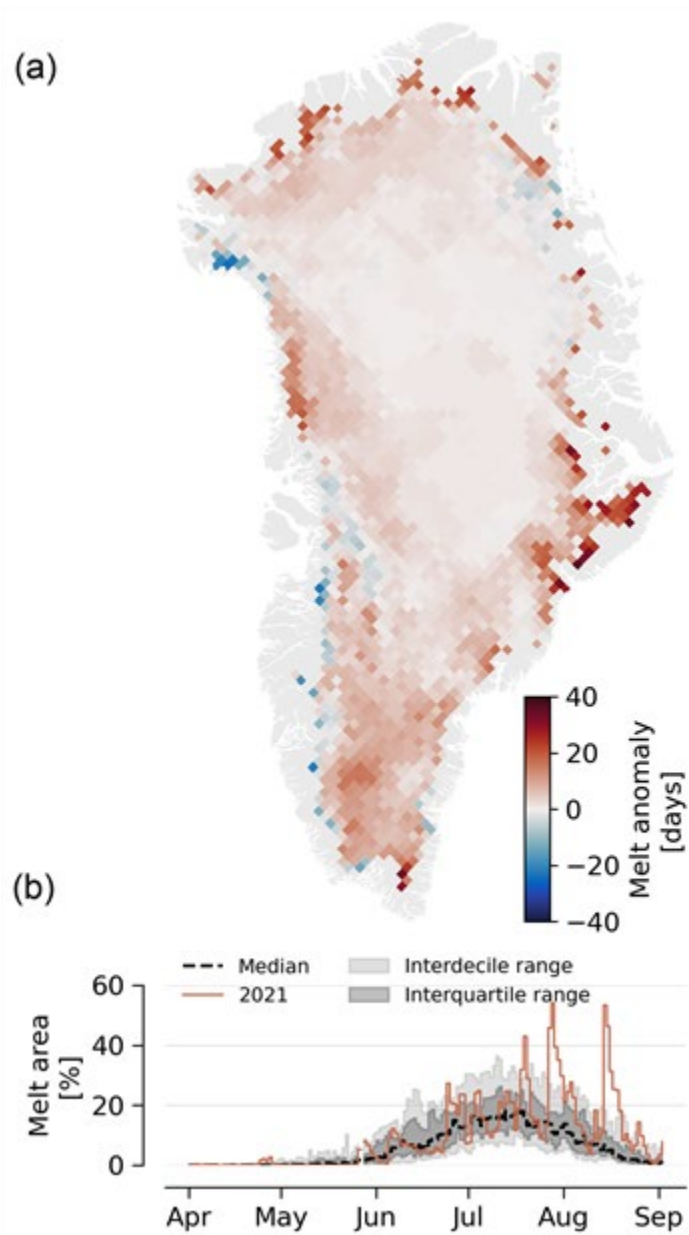 (a)
40
20
0
−20
−40
Melt anomaly
[days]
(b)
Median
2021
Interdecile range
Interquartile range
60
40
20
0
Melt area
[%]
Apr May Jun Jul Aug Sep